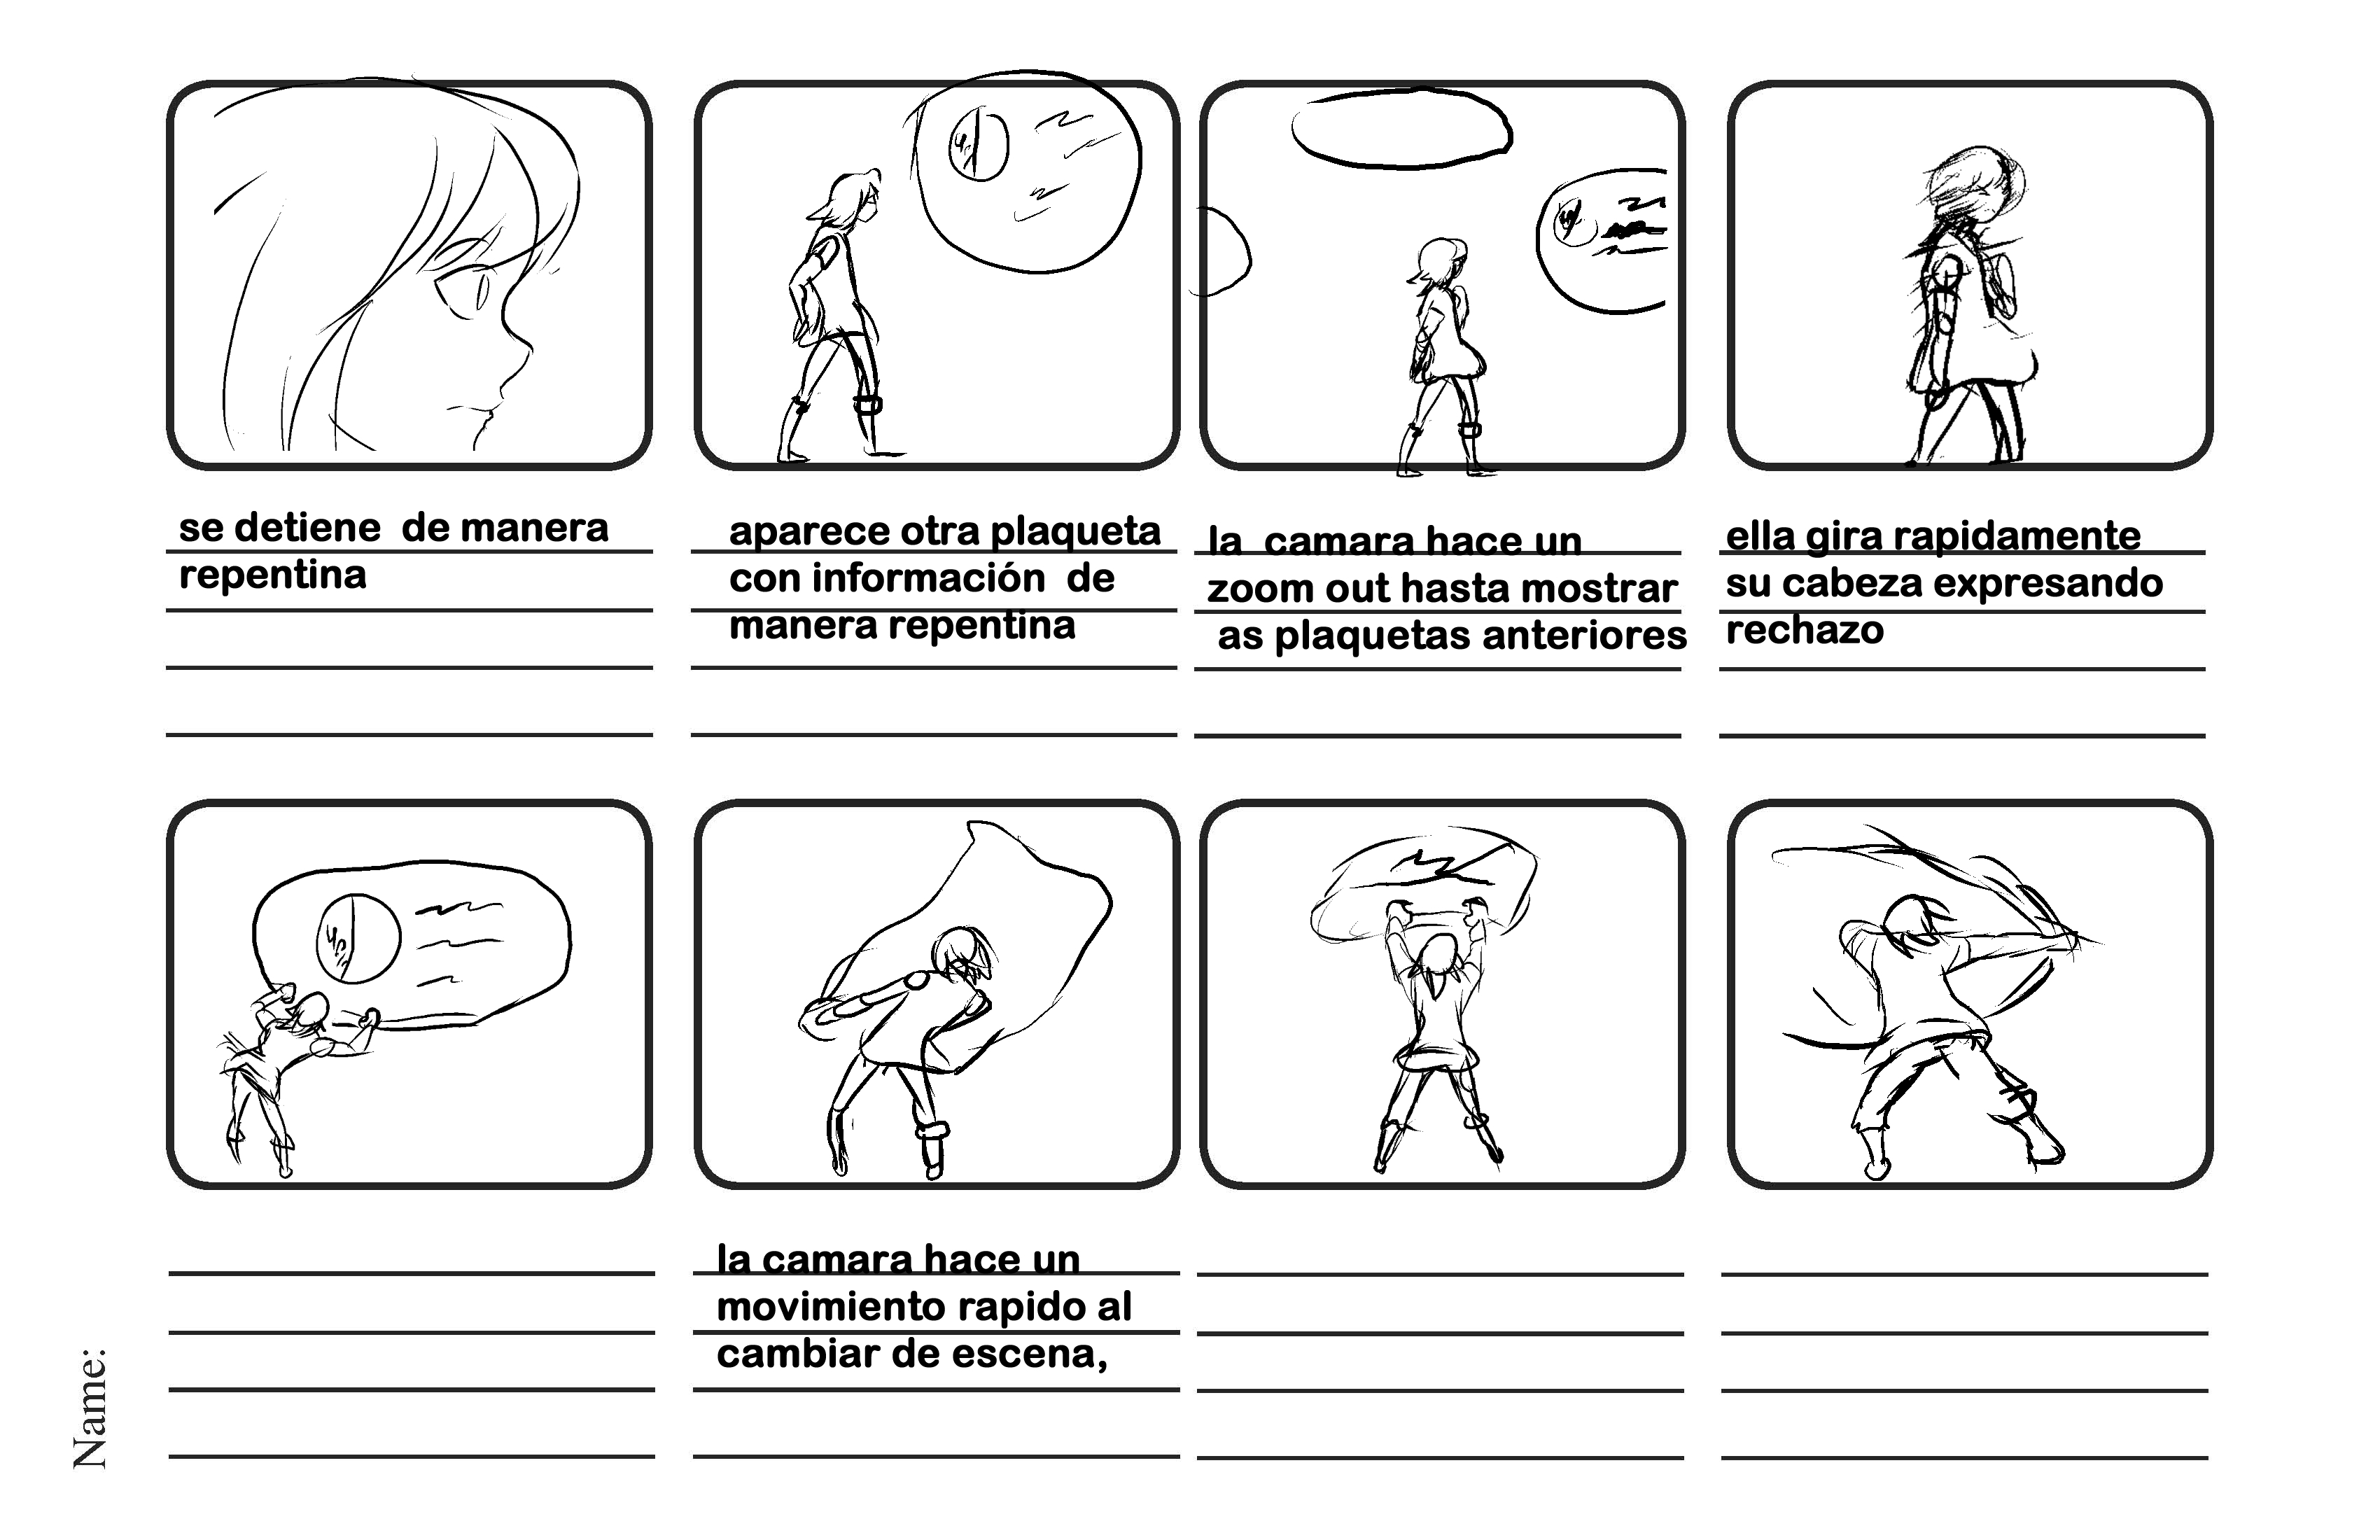 se detiene  de manera
repentina
aparece otra plaqueta
con información  de
manera repentina
la  camara hace un
zoom out hasta mostrar
as plaquetas anteriores
ella gira rapidamente
su cabeza expresando
rechazo
la camara hace un
movimiento rapido al
cambiar de escena,
Name: